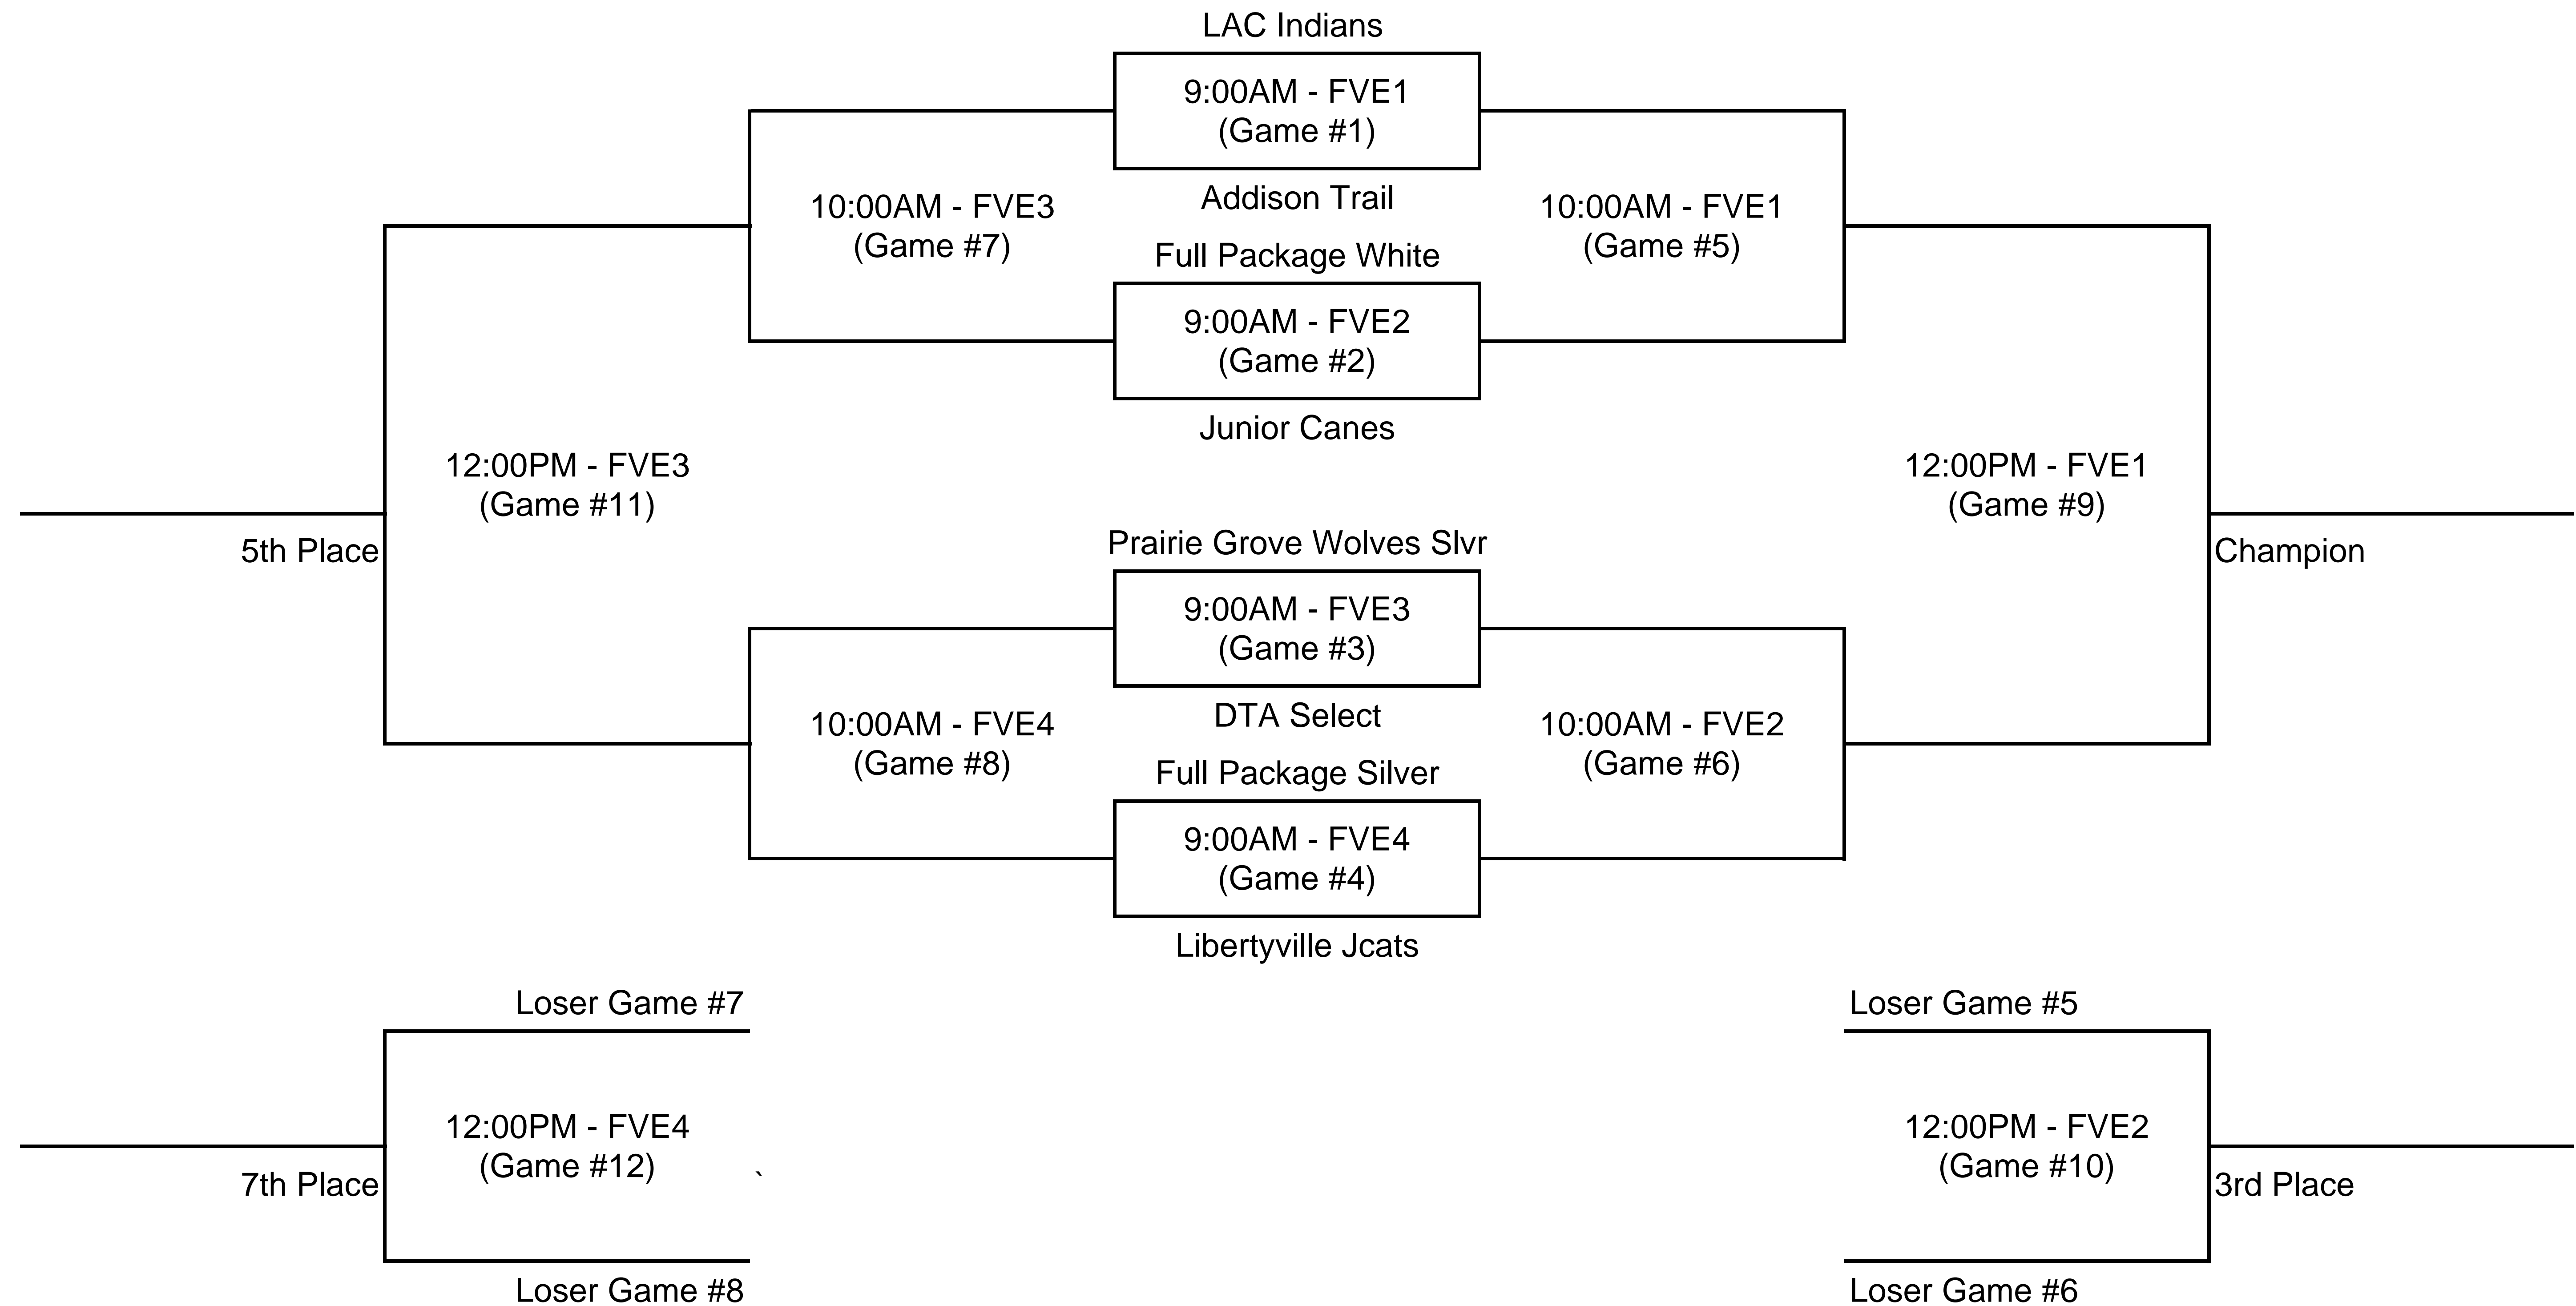 LAC Indians
9:00AM - FVE1
(Game #1)
Addison Trail
10:00AM - FVE3
(Game #7)
10:00AM - FVE1
(Game #5)
Full Package White
9:00AM - FVE2
(Game #2)
Junior Canes
12:00PM - FVE3
(Game #11)
5th Place
12:00PM - FVE1
(Game #9)
Champion
Prairie Grove Wolves Slvr
9:00AM - FVE3
(Game #3)
DTA Select
10:00AM - FVE4
(Game #8)
10:00AM - FVE2
(Game #6)
Full Package Silver
9:00AM - FVE4
(Game #4)
Libertyville Jcats
Loser Game #7
12:00PM - FVE4
(Game #12)
`
7th Place
Loser Game #8
Loser Game #5
12:00PM - FVE2
(Game #10)
3rd Place
Loser Game #6